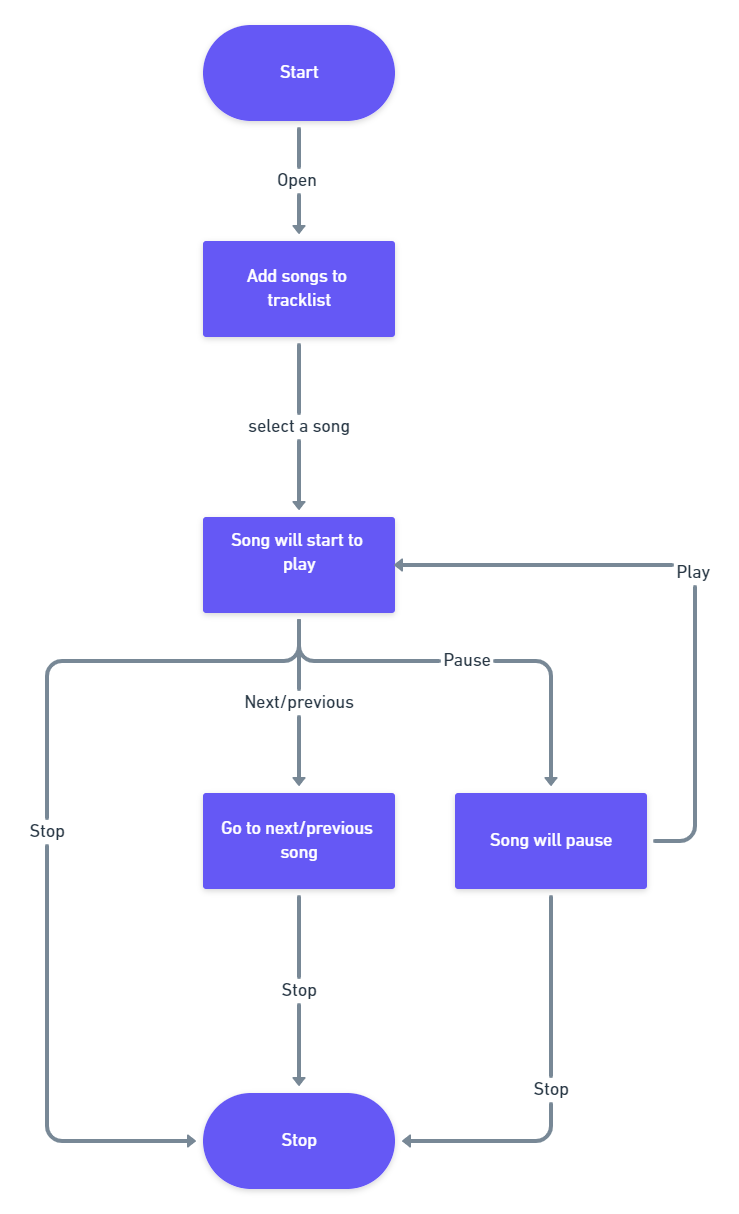 Start
Open
Add songs to
tracklist
select a song
Song will start to
play
Play
Pause
Next/previous
Stop
Go to next/previous
song
Song will pause
Stop
Stop
Stop